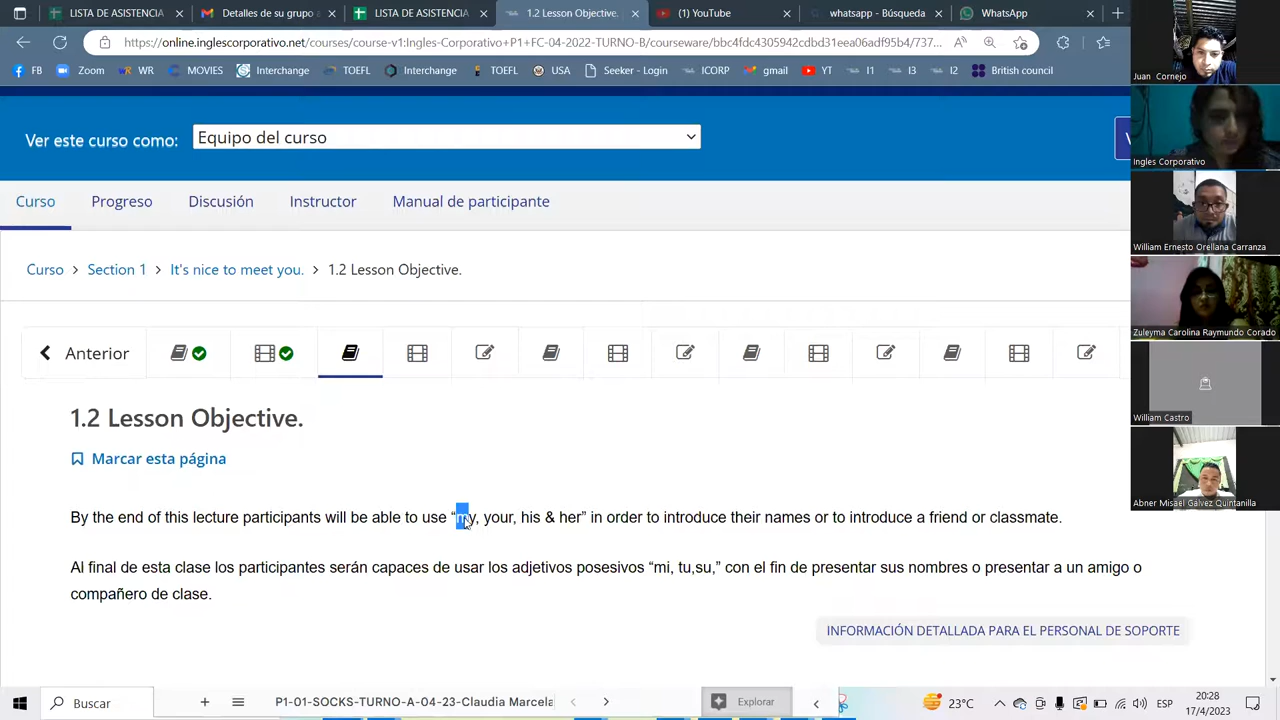 LISTA DE ASISTENCIA
Detalles de su grupo
LISTA DE ASISTENCIA
1.2 Lesson Objective.
(1) YouTube
whatsapp - Búsqued
WhatsApp
https://online.inglescorporativo.net/courses/course-v1:Ingles-Corporativo+P1+FC-04-2022-TURNO-B/courseware/bbc4fdc4305942cdbd31eea06adf95b4/737...
FB
Zoom
WR
MOVIES
Interchange
TOEFL
Interchange
TOEFL
USA
Seeker - Login
ICORP
gmail
YT
I1
I3
I2
British council
Ver este curso como:
Equipo del curso
Curso
Progreso
Discusión
Instructor
Manual de participante
Curso > Section 1 > It's nice to meet you. > 1.2 Lesson Objective.
Anterior
1.2 Lesson Objective.
Marcar esta página
By the end of this lecture participants will be able to use “my, your, his & her” in order to introduce their names or to introduce a friend or classmate.
Al final de esta clase los participantes serán capaces de usar los adjetivos posesivos “mi, tu,su,” con el fin de presentar sus nombres o presentar a un amigo o
compañero de clase.
INFORMACIÓN DETALLADA PARA EL PERSONAL DE SOPORTE
Juan Cornejo
Ingles Corporativo
William Ernesto Orellana Carranza
Zuleyma Carolina Raymundo Corado
William Castro
Abner Misael Gálvez Quintanilla
Buscar
P1-01-SOCKS-TURNO-A-04-23-Claudia Marcela
Explorar
23°C
ESP
20:28
17/4/2023